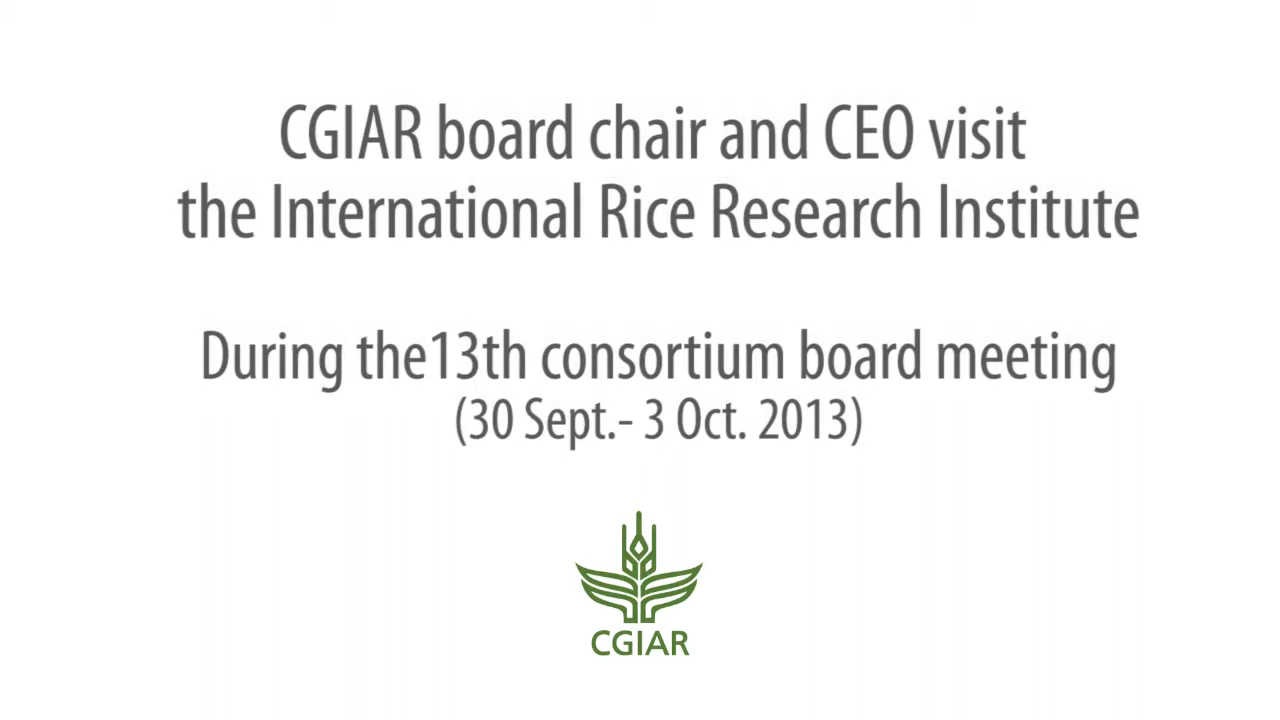 CGIAR board chair and CEO visit
the International Rice Research Institute
During the13th consortium board meeting
(30 Sept.- 3 Oct. 2013)
CGIAR